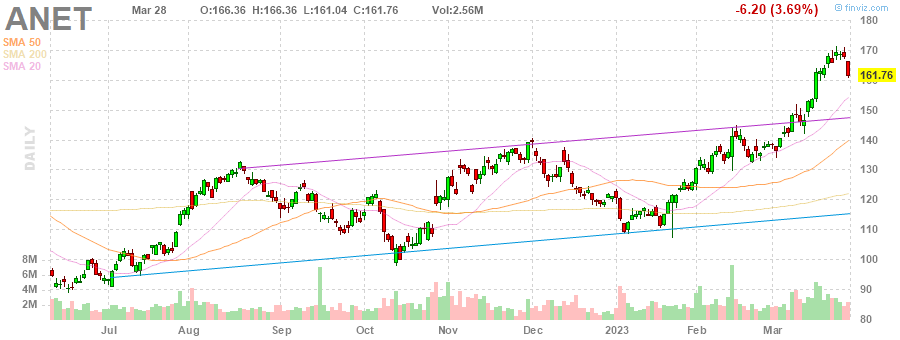 ANET Mar 28 O:166.36 H:166.36 L:161.04 C:161.76 Vol:2.56M -6.20 (3.69%) © finviz.com
SMA 50
SMA 200
SMA 20
DAILY
180
170
161.76
160
150
140
130
120
110
100
90
80
8M
6M
4M
2M
Jul Aug Sep Oct Nov Dec 2023 Feb Mar